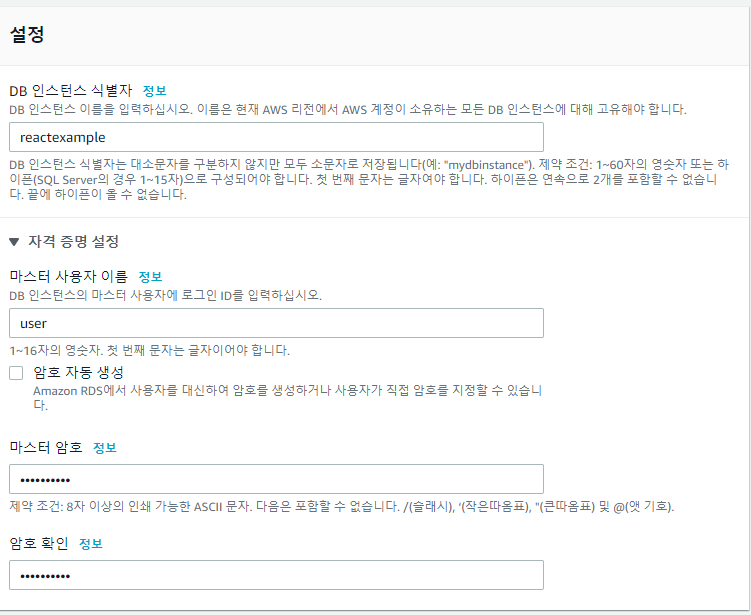 설정
DB 인스턴스 식별자 정보
DB 인스턴스 이름을 입력하십시오. 이름은 현재 AWS 리전에서 AWS 계정이 소유하는 모든 DB 인스턴스에 대해 고유해야 합니다.
reactexample
DB 인스턴스 식별자는 대소문자를 구분하지 않지만 모두 소문자로 저장됩니다(예: "mydbinstance"). 제약 조건: 1~60자의 영숫자 또는 하
이픈(SQL Server의 경우 1~15자)으로 구성되어야 합니다. 첫 번째 문자는 글자여야 합니다. 하이픈은 연속으로 2개를 포함할 수 없습니
다. 끝에 하이픈이 올 수 없습니다.
▼ 자격 증명 설정
마스터 사용자 이름 정보
DB 인스턴스의 마스터 사용자에 로그인 ID를 입력하십시오.
user
1~16자의 영숫자. 첫 번째 문자는 글자이어야 합니다.
암호 자동 생성
Amazon RDS에서 사용자를 대신하여 암호를 생성하거나 사용자가 직접 암호를 지정할 수 있습니
다.
마스터 암호 정보
••••••••••
제약 조건: 8자 이상의 인쇄 가능한 ASCII 문자. 다음은 포함할 수 없습니다. /(슬래시), '(작은따옴표), "(큰따옴표) 및 @(앳 기호).
암호 확인 정보
••••••••••